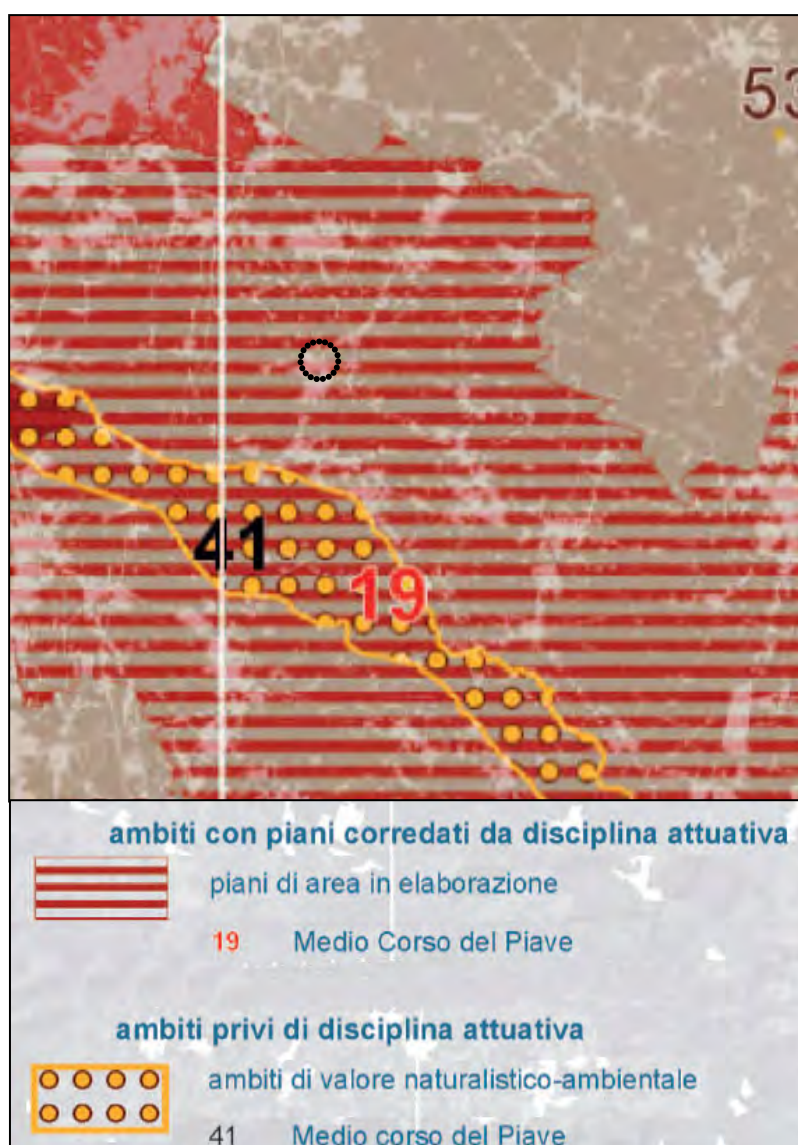 53
41
19
ambiti con piani corredati da disciplina attuativa
piani di area in elaborazione
19 Medio Corso del Piave
ambiti privi di disciplina attuativa
ambiti di valore naturalistico-ambientale
41 Medio corso del Piave